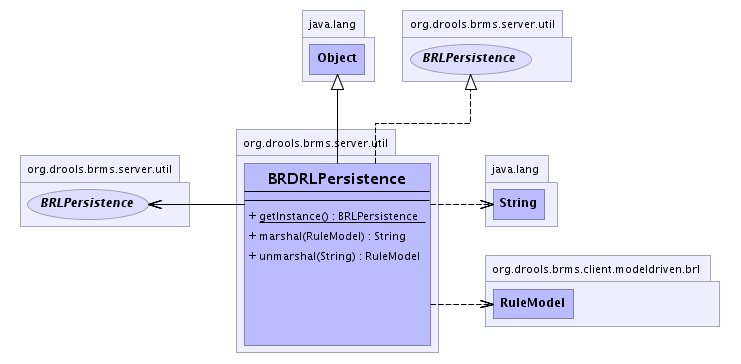 java.lang
Object
org.drools.brms.server.util
BRLPersistence
org.drools.brms.server.util
BRDRLPersistence
+ getInstance() : BRLPersistence
+ marshal(RuleModel) : String
+ unmarshal(String) : RuleModel
org.drools.brms.server.util
BRLPersistence
java.lang
String
org.drools.brms.client.modeldriven.brl
RuleModel